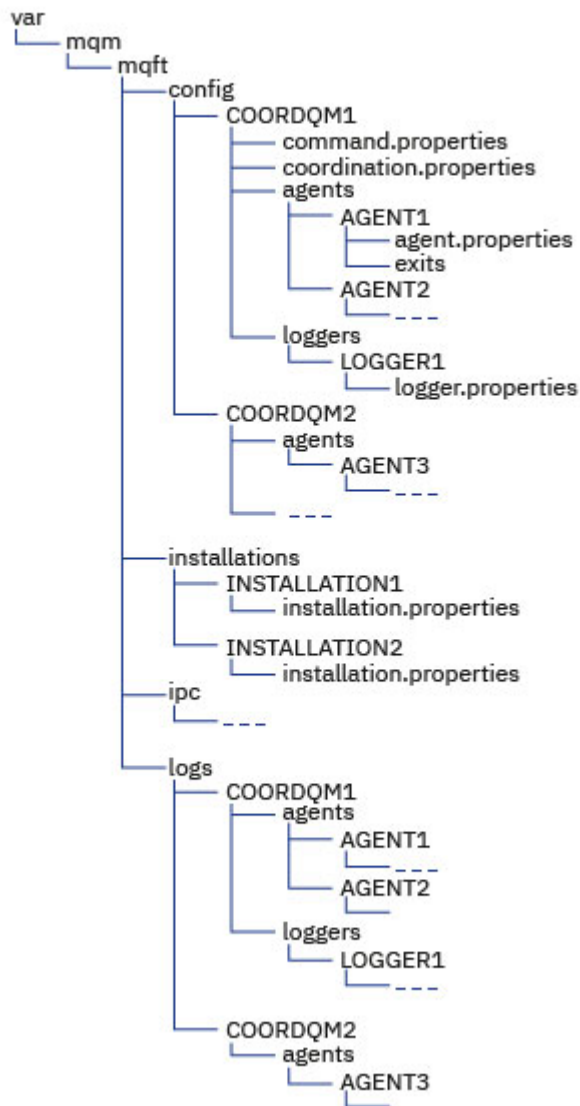 var
mqm
mqft
config
COORDQM1
command.properties
coordination.properties
agents
AGENT1
agent.properties
exits
AGENT2
loggers
LOGGER1
logger.properties
COORDQM2
agents
AGENT3
installations
INSTALLATION1
installation.properties
INSTALLATION2
installation.properties
ipc
logs
COORDQM1
agents
AGENT1
AGENT2
loggers
LOGGER1
COORDQM2
agents
AGENT3